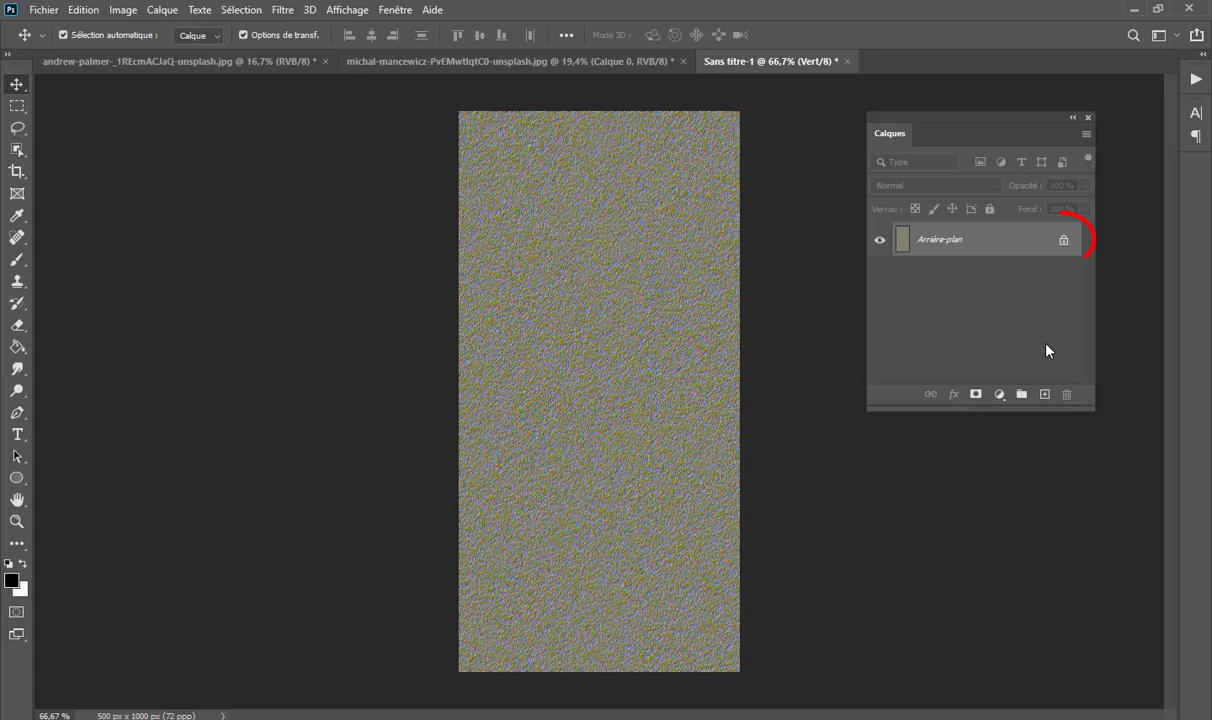 Ps Fichier Edition Image Calque Texte Sélection Filtre 3D Affichage Fenêtre Aide
Sélection automatique : Calque Options de transf. Mode 3D :
andrew-palmer-_1REcmACJaQ-unsplash.jpg @ 16,7% (RVB/8) * michal-mancewicz-PvEMwtIqtC0-unsplash.jpg @ 19,4% (Calque 0, RVB/8) * Sans titre-1 @ 66,7% (Vert/8) *
Calques
Type
Normal Opacité : 100 %
Verrou : Fond : 100 %
Arrière-plan
fx
66,67 % 500 px x 1000 px (72 ppp)